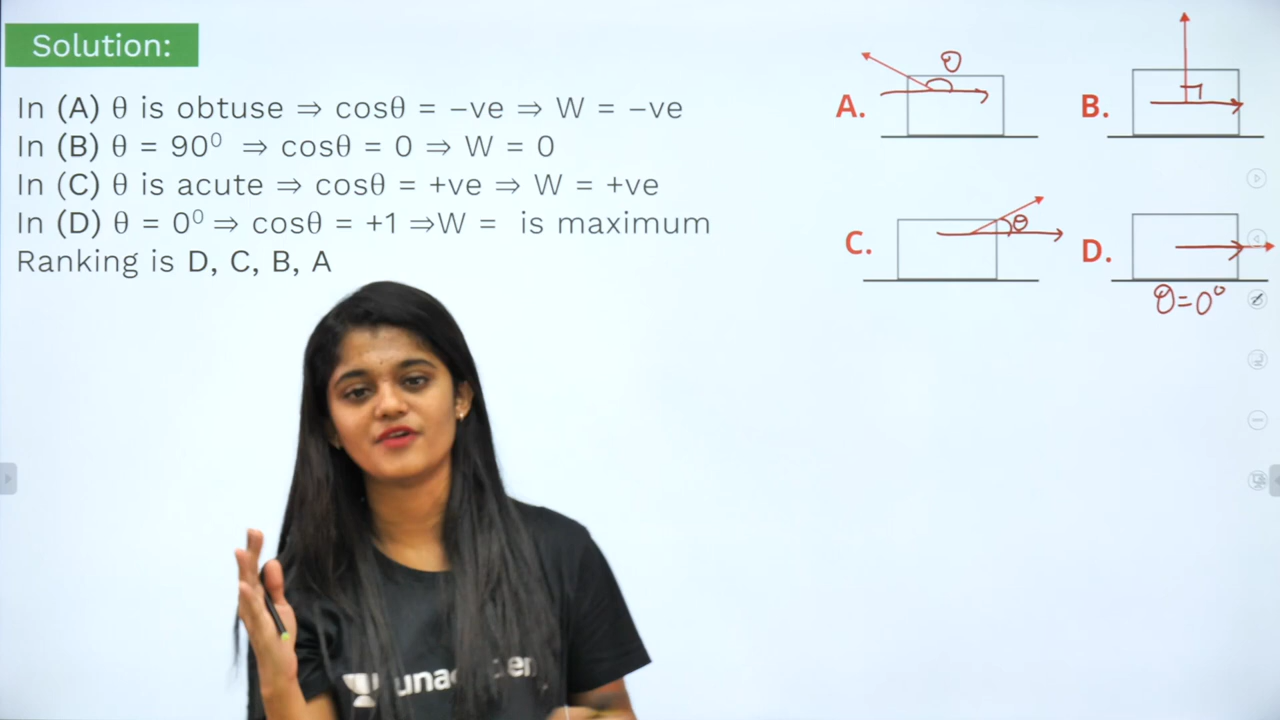 Solution:
In (A) θ is obtuse ⇒ cosθ = −ve ⇒ W = −ve
In (B) θ = 90⁰ ⇒ cosθ = 0 ⇒ W = 0
In (C) θ is acute ⇒ cosθ = +ve ⇒ W = +ve
In (D) θ = 0⁰ ⇒ cosθ = +1 ⇒W = is maximum
Ranking is D, C, B, A
A.
θ
B.
C.
θ
D.
θ=0⁰